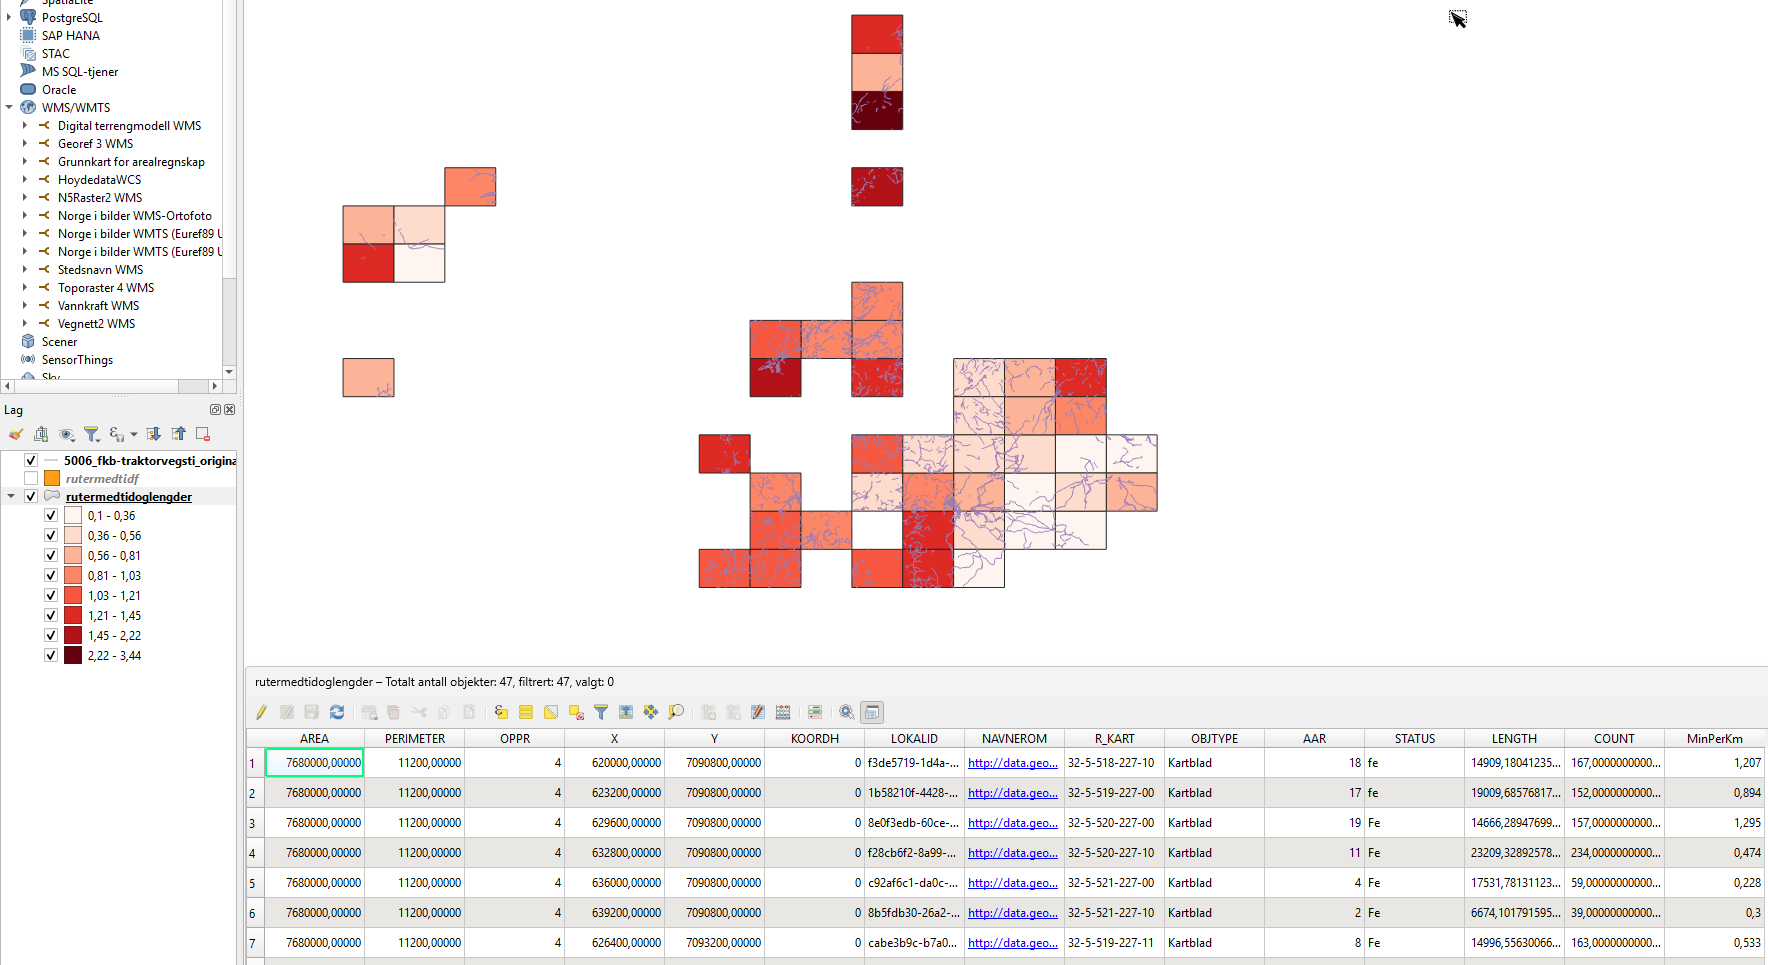 SpatiaLite
PostgreSQL
SAP HANA
STAC
MS SQL-tjener
Oracle
WMS/WMTS
Digital terrengmodell WMS
Georef 3 WMS
Grunnkart for arealregnskap
HoydedataWCS
N5Raster2 WMS
Norge i bilder WMS-Ortofoto
Norge i bilder WMTS (Euref89 U
Norge i bilder WMTS (Euref89 U
Stedsnavn WMS
Toporaster 4 WMS
Vannkraft WMS
Vegnett2 WMS
Scener
SensorThings
Sky
Lag
5006_fkb-traktorvegsti_origina
rutermedtidf
rutermedtidoglengder
0,1 - 0,36
0,36 - 0,56
0,56 - 0,81
0,81 - 1,03
1,03 - 1,21
1,21 - 1,45
1,45 - 2,22
2,22 - 3,44
rutermedtidoglengder – Totalt antall objekter: 47, filtrert: 47, valgt: 0
AREA PERIMETER OPPR X Y KOORDH LOKALID NAVNEROM R_KART OBJTYPE AAR STATUS LENGTH COUNT MinPerKm
1 7680000,00000 11200,00000 4 620000,00000 7090800,00000 0 f3de5719-1d4a-... http://data.geo... 32-5-518-227-10 Kartblad 18 fe 14909,18041235... 167,0000000000... 1,207
2 7680000,00000 11200,00000 4 623200,00000 7090800,00000 0 1b58210f-4428-... http://data.geo... 32-5-519-227-00 Kartblad 17 fe 19009,68576817... 152,0000000000... 0,894
3 7680000,00000 11200,00000 4 629600,00000 7090800,00000 0 8e0f3edb-60ce-... http://data.geo... 32-5-520-227-00 Kartblad 19 Fe 14666,28947699... 157,0000000000... 1,295
4 7680000,00000 11200,00000 4 632800,00000 7090800,00000 0 f28cb6f2-8a99-... http://data.geo... 32-5-520-227-10 Kartblad 11 Fe 23209,32892578... 234,0000000000... 0,474
5 7680000,00000 11200,00000 4 636000,00000 7090800,00000 0 c92af6c1-da0c-... http://data.geo... 32-5-521-227-00 Kartblad 4 Fe 17531,78131123... 59,00000000000... 0,228
6 7680000,00000 11200,00000 4 639200,00000 7090800,00000 0 8b5fdb30-26a2-... http://data.geo... 32-5-521-227-10 Kartblad 2 Fe 6674,101791595... 39,00000000000... 0,3
7 7680000,00000 11200,00000 4 626400,00000 7093200,00000 0 cabe3b9c-b7a0... http://data.geo... 32-5-519-227-11 Kartblad 8 Fe 14996,55630066... 163,0000000000... 0,533